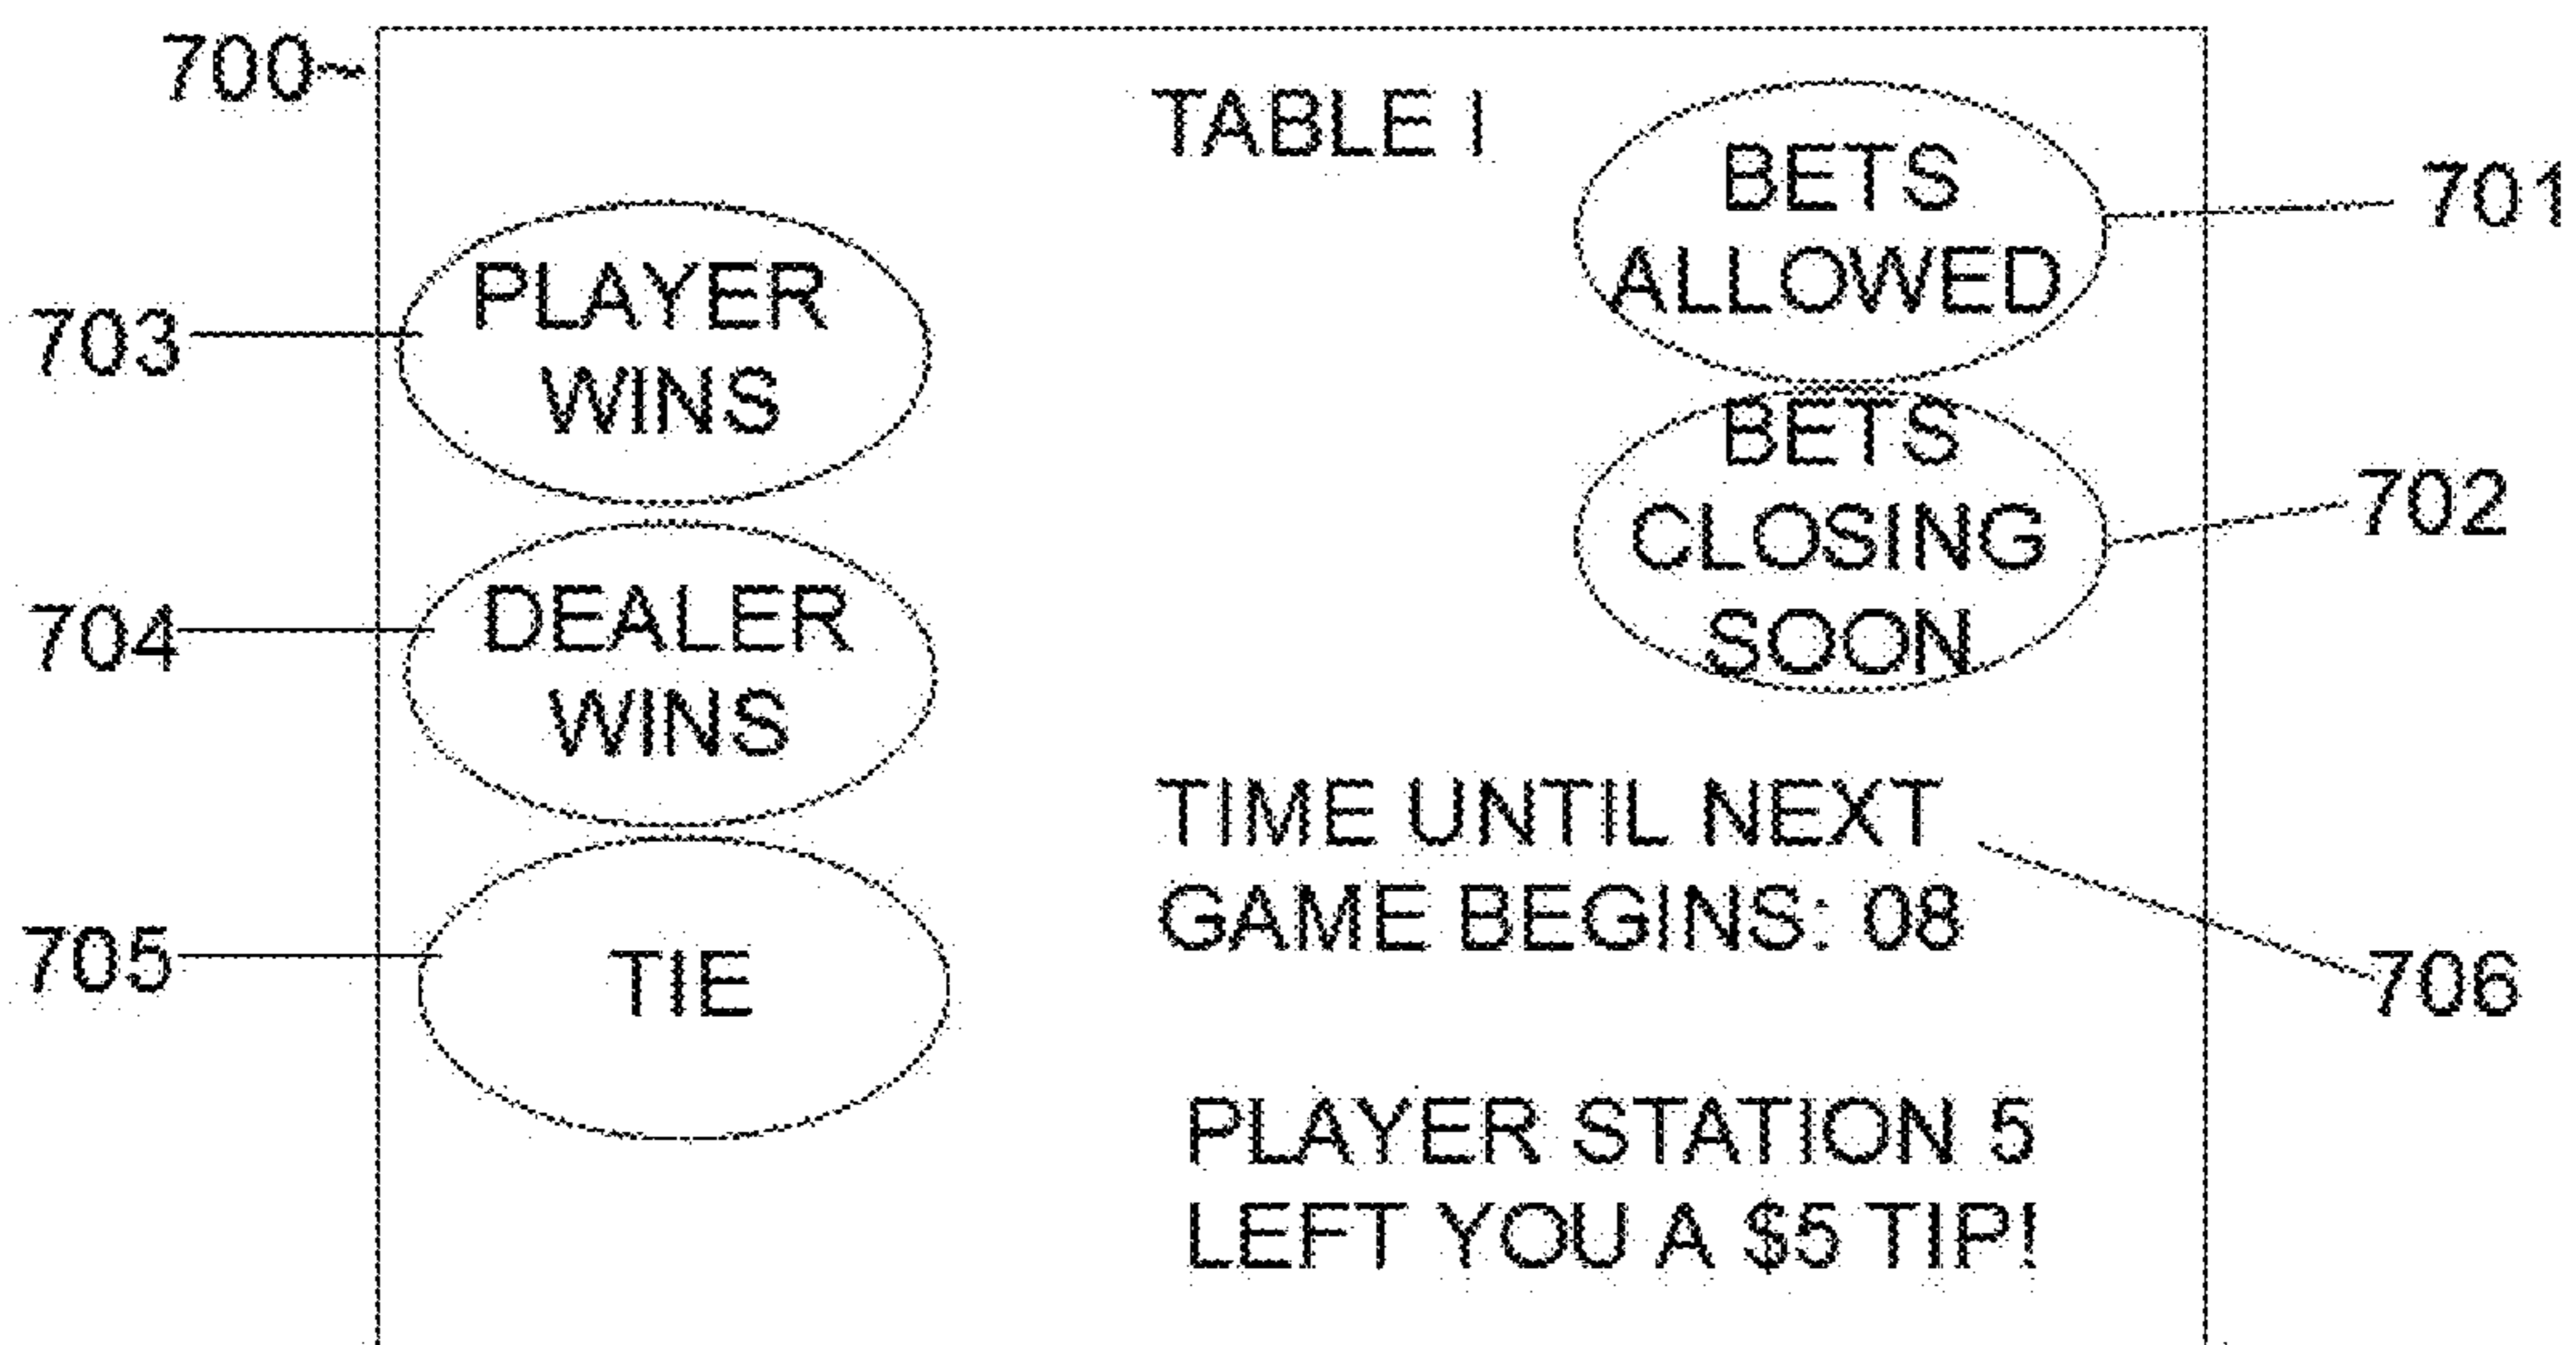 700~
TABLE I
BETS
ALLOWED
701
PLAYER
WINS
703
BETS
CLOSING
SOON
702
DEALER
WINS
704
TIME UNTIL NEXT
GAME BEGINS: 08
706
TIE
705
PLAYER STATION 5
LEFT YOU A $5 TIP!